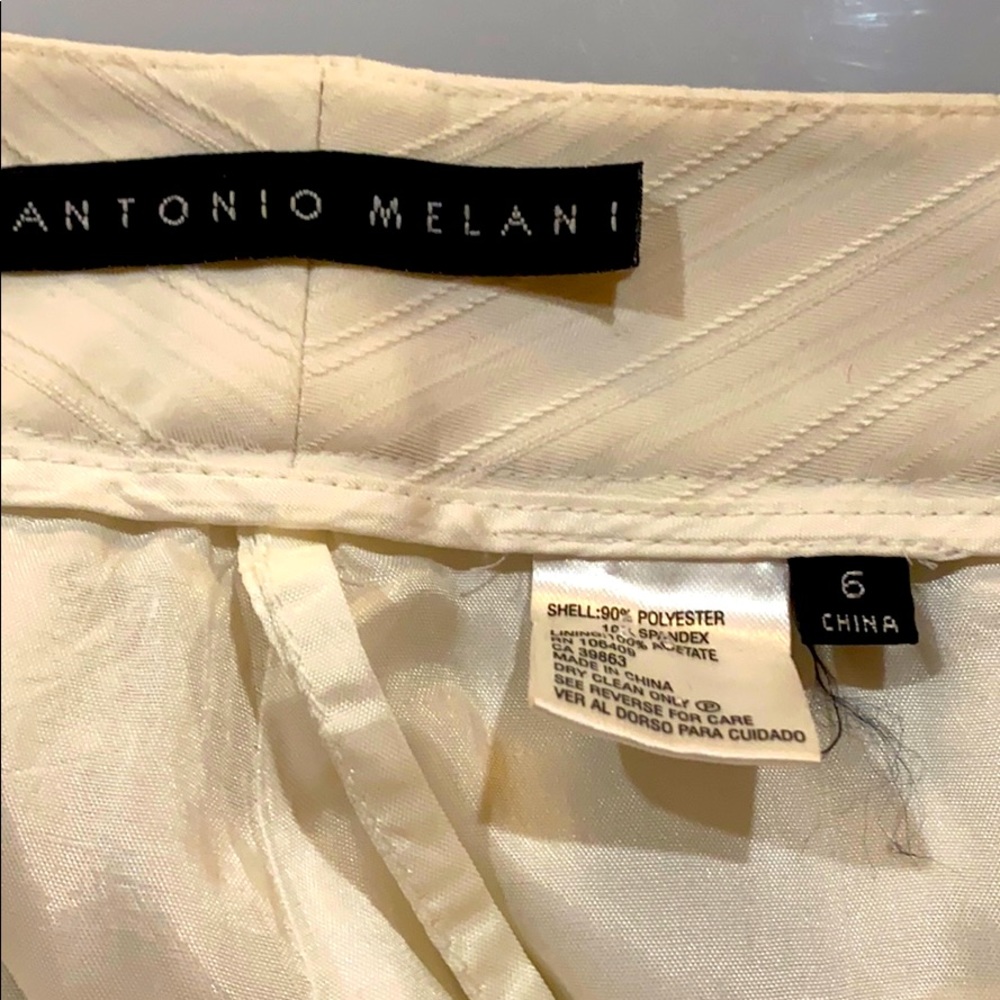 ANTONIO MELANI
SHELL:90% POLYESTER
10% SPANDEX
LINING:100% ACETATE
RN 106409
CA 39863
MADE IN CHINA
DRY CLEAN ONLY Ⓟ
SEE REVERSE FOR CARE
VER AL DORSO PARA CUIDADO
6
CHINA